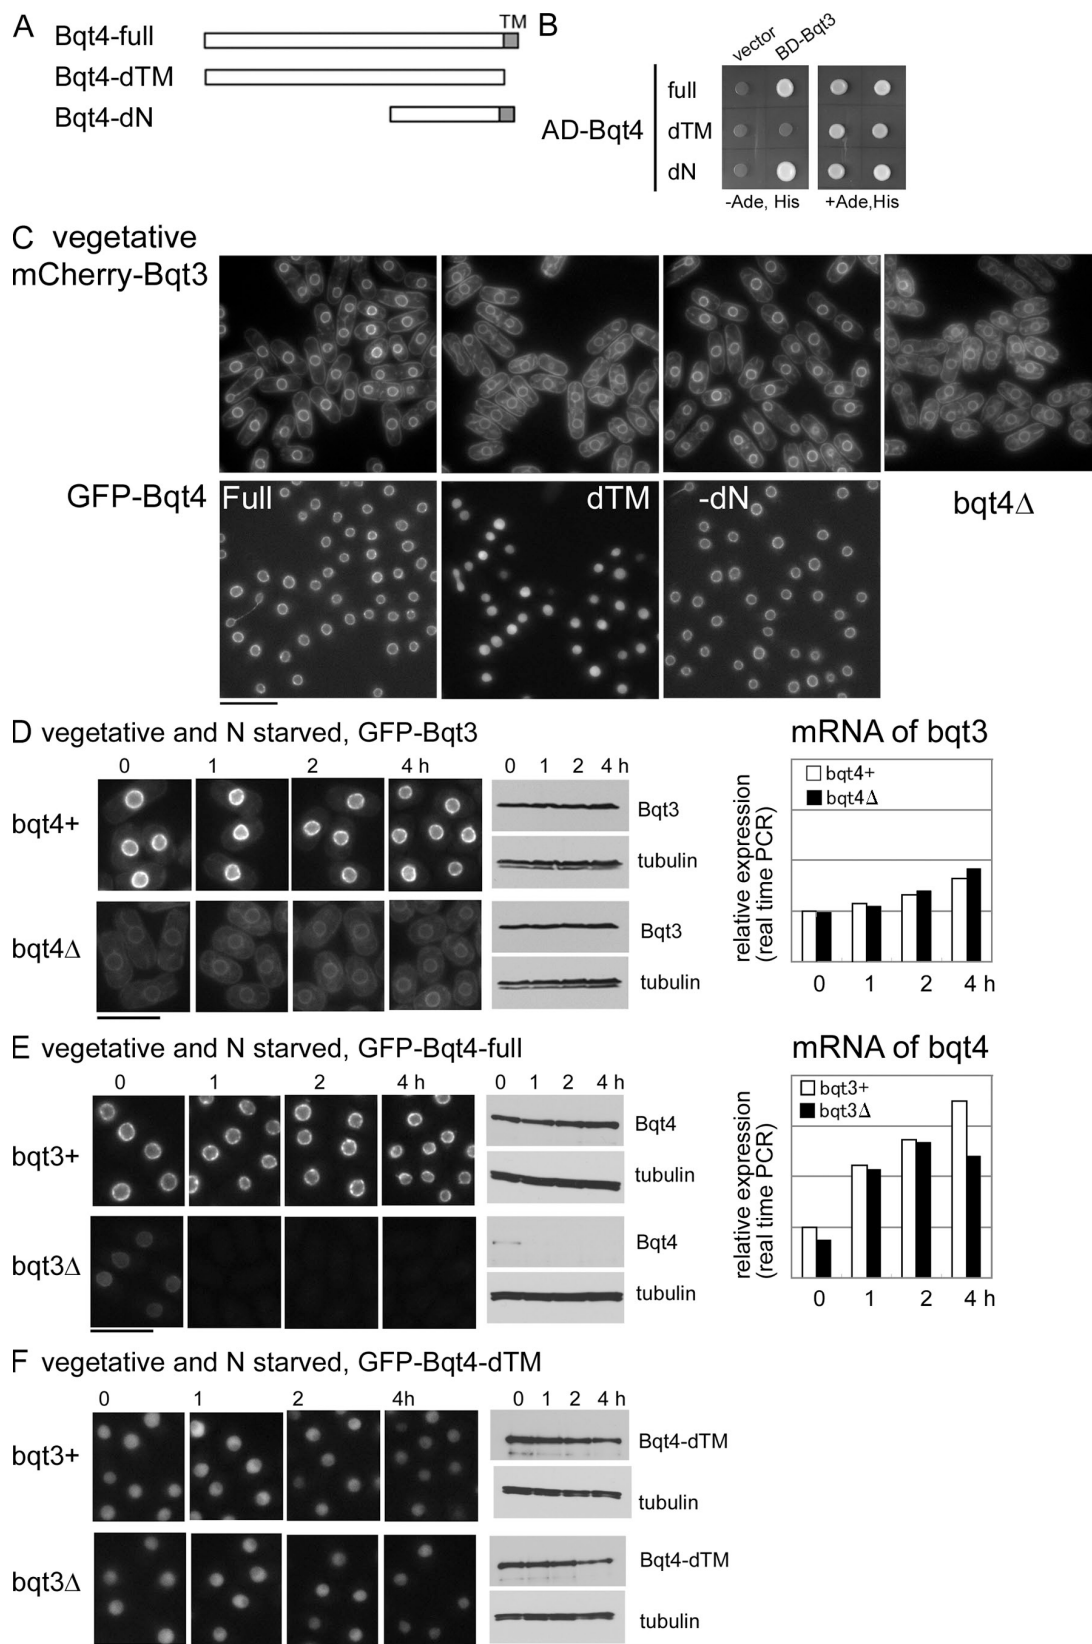 A
TM
Bqt4-full
Bqt4-dTM
Bqt4-dN
B
vector
BD-Bqt3
AD-Bqt4
full
dTM
dN
-Ade, His
+Ade,His
C vegetative
mCherry-Bqt3
GFP-Bqt4
Full
dTM
-dN
bqt4Δ
D vegetative and N starved, GFP-Bqt3
0 1 2 4 h
0 1 2 4 h
bqt4+
Bqt3
tubulin
bqt4Δ
Bqt3
tubulin
mRNA of bqt3
bqt4+
bqt4Δ
relative expression
(real time PCR)
0 1 2 4 h
E vegetative and N starved, GFP-Bqt4-full
0 1 2 4 h
0 1 2 4 h
bqt3+
Bqt4
tubulin
bqt3Δ
Bqt4
tubulin
mRNA of bqt4
bqt3+
bqt3Δ
relative expression
(real time PCR)
0 1 2 4 h
F vegetative and N starved, GFP-Bqt4-dTM
0 1 2 4h
0 1 2 4 h
bqt3+
Bqt4-dTM
tubulin
bqt3Δ
Bqt4-dTM
tubulin